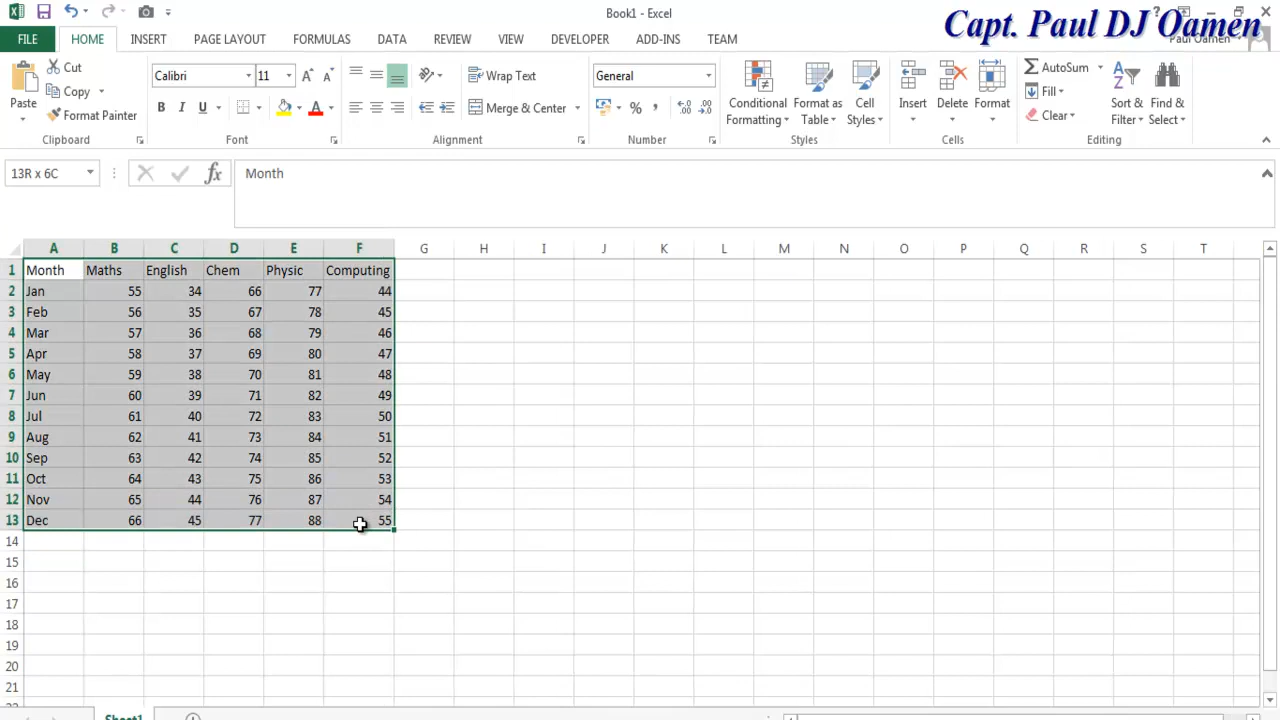 Book1 - Excel
Capt. Paul DJ Oamen
Paul Oamen
FILE HOME INSERT PAGE LAYOUT FORMULAS DATA REVIEW VIEW DEVELOPER ADD-INS TEAM
Cut
Copy
Format Painter
Paste
Clipboard
Calibri 11
B I U
Font
Wrap Text
Merge & Center
Alignment
General
Number
Conditional Formatting
Format as Table
Cell Styles
Styles
Insert Delete Format
Cells
AutoSum
Fill
Clear
Sort & Filter
Find & Select
Editing
13R x 6C fx Month
A B C D E F G H I J K L M N O P Q R S T
1 Month Maths English Chem Physic Computing
2 Jan 55 34 66 77 44
3 Feb 56 35 67 78 45
4 Mar 57 36 68 79 46
5 Apr 58 37 69 80 47
6 May 59 38 70 81 48
7 Jun 60 39 71 82 49
8 Jul 61 40 72 83 50
9 Aug 62 41 73 84 51
10 Sep 63 42 74 85 52
11 Oct 64 43 75 86 53
12 Nov 65 44 76 87 54
13 Dec 66 45 77 88 55
14
15
16
17
18
19
20
21
Sheet1